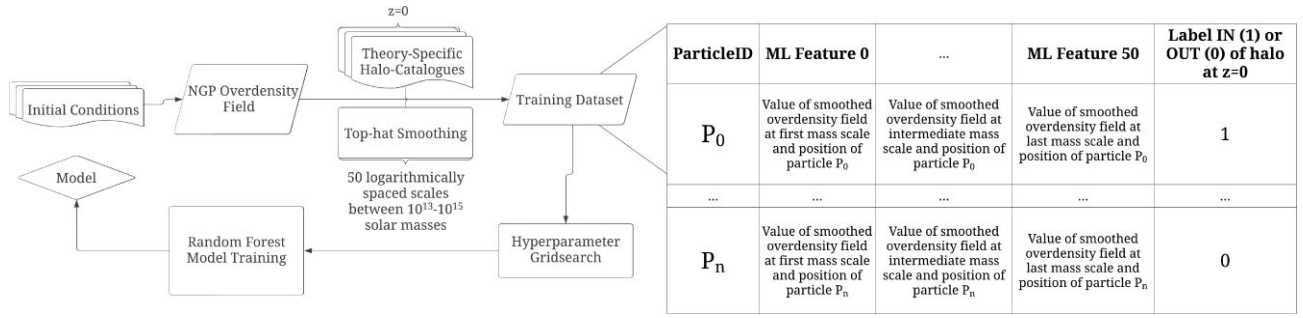 z=0
Theory-Specific
Halo-Catalogues
Initial Conditions
NGP Overdensity
Field
Top-hat Smoothing
50 logarithmically
spaced scales
between 10¹³-10¹⁵
solar masses
Training Dataset
Hyperparameter
Gridsearch
Random Forest
Model Training
Model
ParticleID
ML Feature 0
...
ML Feature 50
Label IN (1) or
OUT (0) of halo
at z=0
P₀
Value of smoothed
overdensity field
at first mass scale
and position of
particle P₀
Value of smoothed
overdensity field at
intermediate mass
scale and position of
particle P₀
Value of smoothed
overdensity field at
last mass scale and
position of particle P₀
1
...
...
...
...
...
Pₙ
Value of smoothed
overdensity field
at first mass scale
and position of
particle Pₙ
Value of smoothed
overdensity field at
intermediate mass
scale and position of
particle Pₙ
Value of smoothed
overdensity field at
last mass scale and
position of particle Pₙ
0